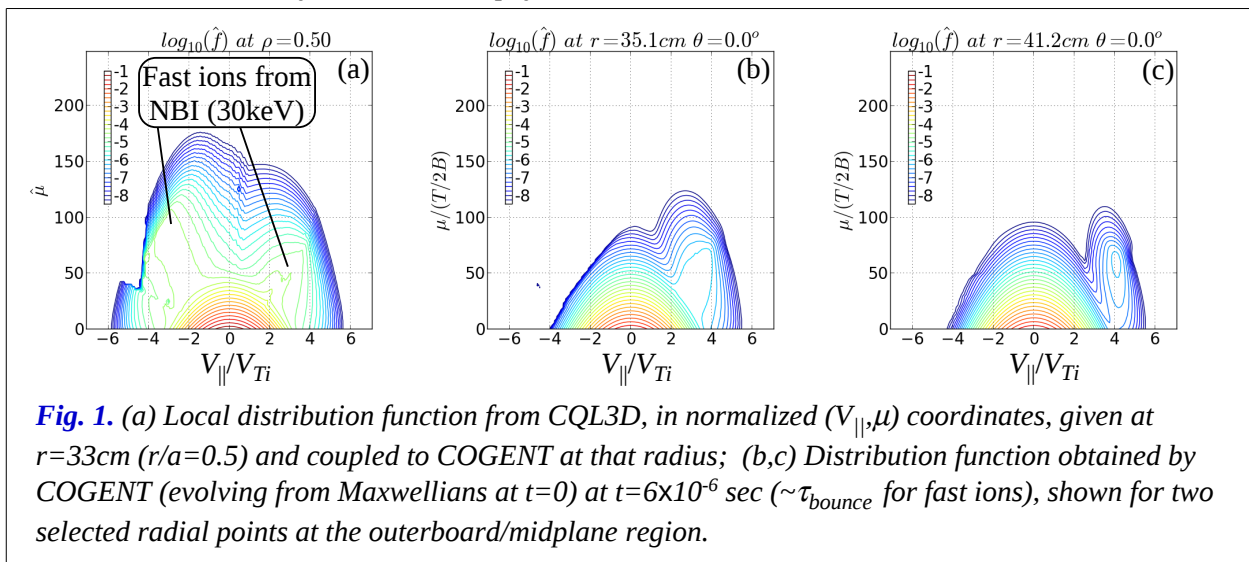 log10(f̂) at ρ=0.50
(a)
Fast ions from
NBI (30keV)
-1
-2
-3
-4
-5
-6
-7
-8
200
150
100
50
0
μ̂
−6 −4 −2 0 2 4 6
V||/VTi
log10(f̂) at r=35.1cm θ=0.0o
(b)
-1
-2
-3
-4
-5
-6
-7
-8
200
150
100
50
0
μ/(T/2B)
−6 −4 −2 0 2 4 6
V||/VTi
log10(f̂) at r=41.2cm θ=0.0o
(c)
-1
-2
-3
-4
-5
-6
-7
-8
200
150
100
50
0
μ/(T/2B)
−6 −4 −2 0 2 4 6
V||/VTi
Fig. 1. (a) Local distribution function from CQL3D, in normalized (V||,μ) coordinates, given at
r=33cm (r/a=0.5) and coupled to COGENT at that radius; (b,c) Distribution function obtained by
COGENT (evolving from Maxwellians at t=0) at t=6x10-6 sec (~τbounce for fast ions), shown for two
selected radial points at the outerboard/midplane region.